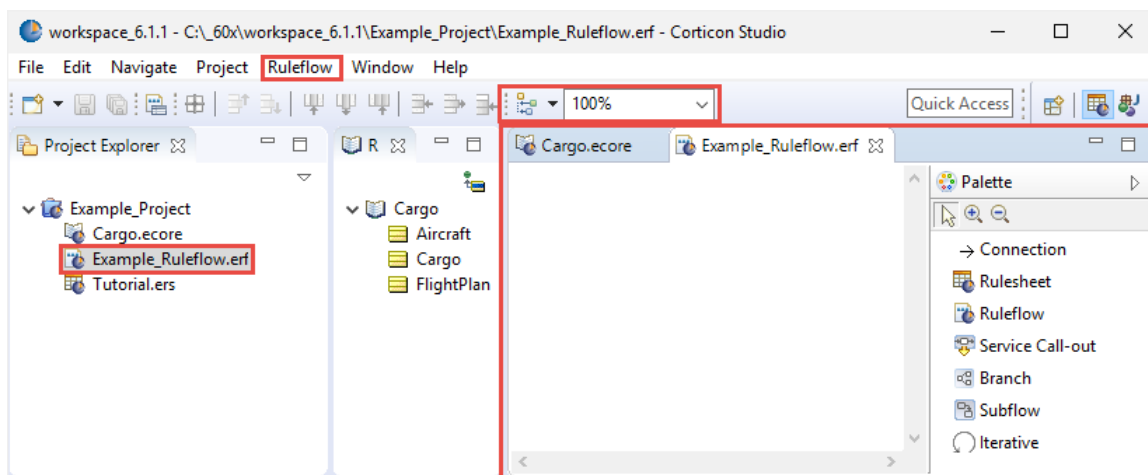 workspace_6.1.1 - C:\_60x\workspace_6.1.1\Example_Project\Example_Ruleflow.erf - Corticon Studio
File Edit Navigate Project Ruleflow Window Help
100%
Quick Access
Project Explorer
R
Cargo.ecore
Example_Ruleflow.erf
Example_Project
Cargo.ecore
Example_Ruleflow.erf
Tutorial.ers
Cargo
Aircraft
Cargo
FlightPlan
Palette
Connection
Rulesheet
Ruleflow
Service Call-out
Branch
Subflow
Iterative